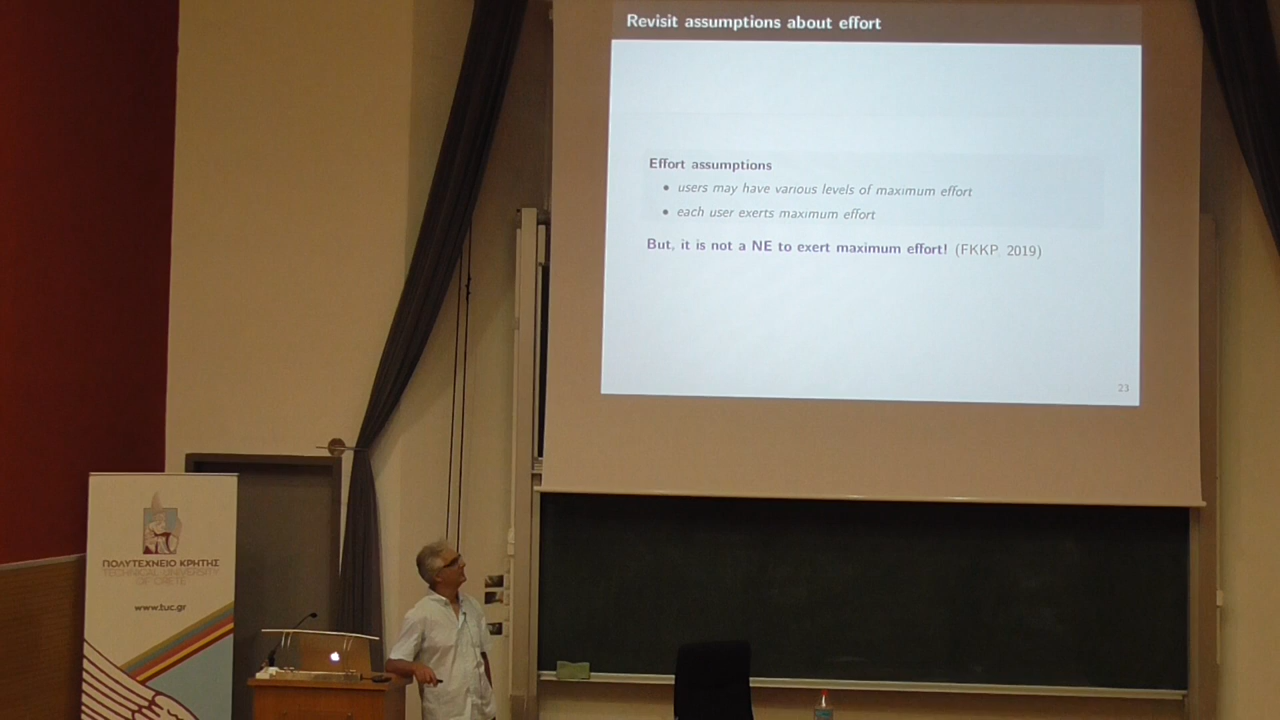 Revisit assumptions about effort
Effort assumptions
• users may have various levels of maximum effort
• each user exerts maximum effort
But, it is not a NE to exert maximum effort! (FKKP 2019)
23
ΠΟΛΥΤΕΧΝΕΙΟ ΚΡΗΤΗΣ
TECHNICAL UNIVERSITY
OF CRETE
www.tuc.gr